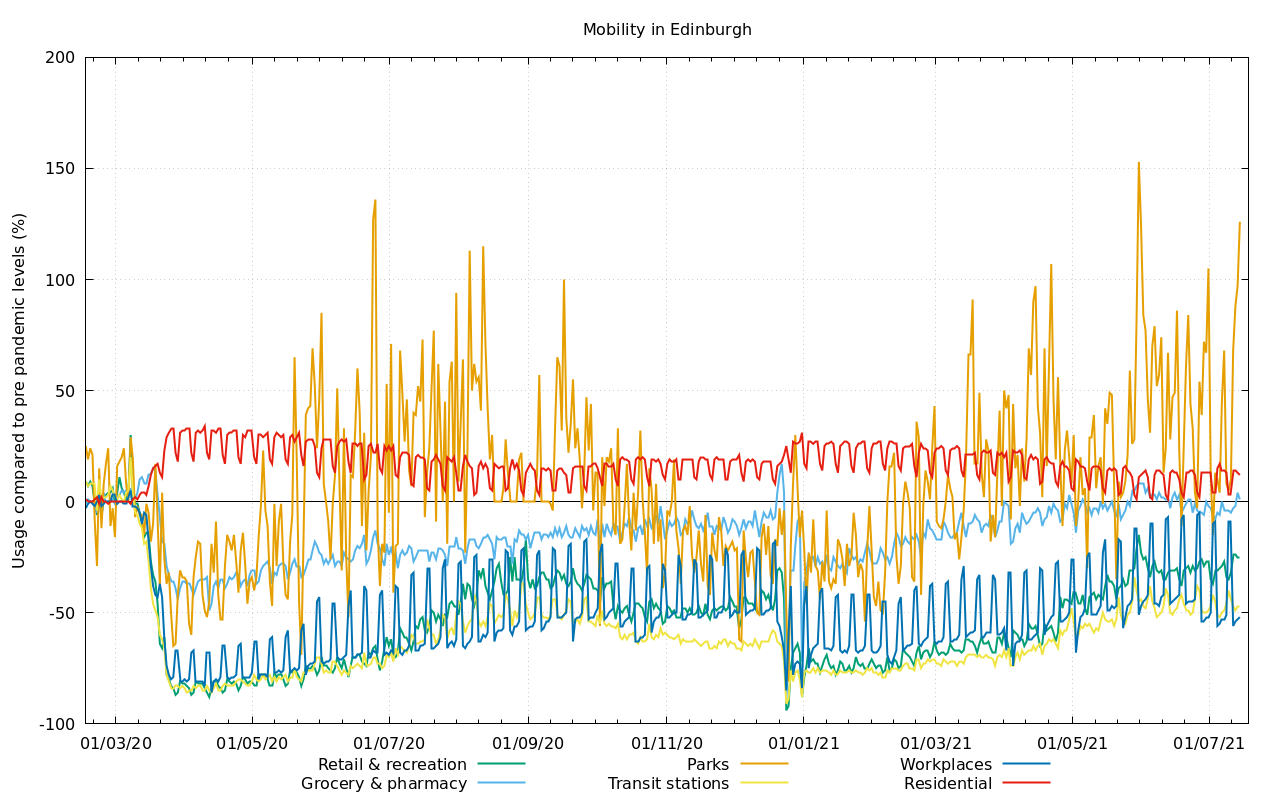 Mobility in Edinburgh
Usage compared to pre pandemic levels (%)
200
150
100
50
0
-50
-100
01/03/20 01/05/20 01/07/20 01/09/20 01/11/20 01/01/21 01/03/21 01/05/21 01/07/21
Retail & recreation Parks Workplaces
Grocery & pharmacy Transit stations Residential